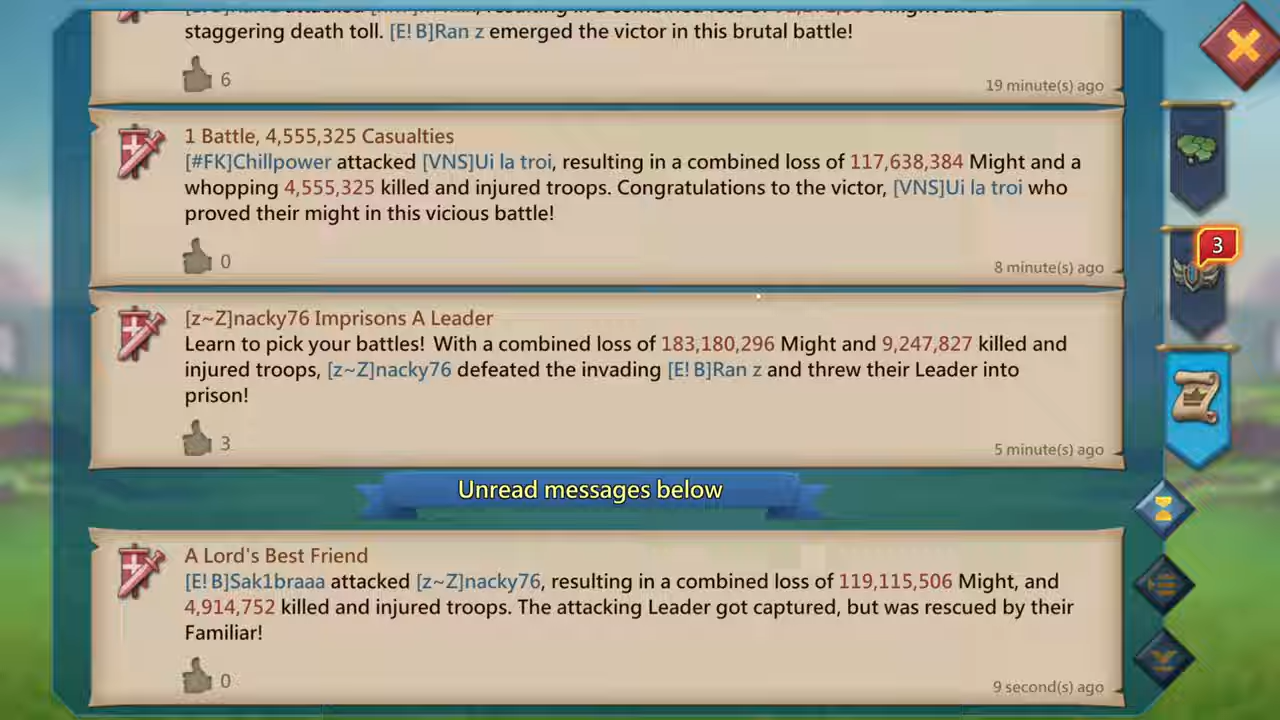 staggering death toll. [E! B]Ran z emerged the victor in this brutal battle!
6
19 minute(s) ago
1 Battle, 4,555,325 Casualties
[#FK]Chillpower attacked [VNS]Ui la troi, resulting in a combined loss of 117,638,384 Might and a
whopping 4,555,325 killed and injured troops. Congratulations to the victor, [VNS]Ui la troi who
proved their might in this vicious battle!
0
8 minute(s) ago
3
[z~Z]nacky76 Imprisons A Leader
Learn to pick your battles! With a combined loss of 183,180,296 Might and 9,247,827 killed and
injured troops, [z~Z]nacky76 defeated the invading [E! B]Ran z and threw their Leader into
prison!
3
5 minute(s) ago
Unread messages below
A Lord's Best Friend
[E! B]Sak1braaa attacked [z~Z]nacky76, resulting in a combined loss of 119,115,506 Might, and
4,914,752 killed and injured troops. The attacking Leader got captured, but was rescued by their
Familiar!
0
9 second(s) ago